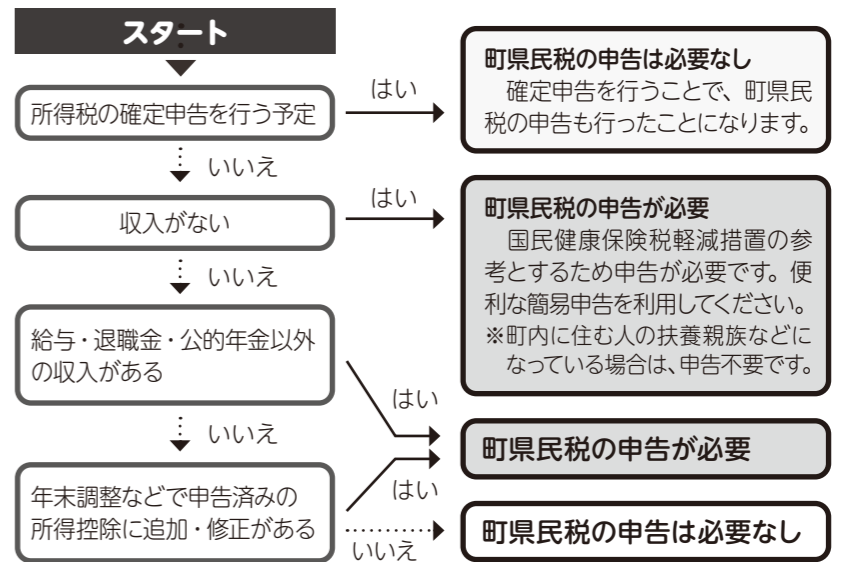 スタート
所得税の確定申告を行う予定
はい
町県民税の申告は必要なし
確定申告を行うことで、町県民
税の申告も行ったことになります。
いいえ
収入がない
はい
町県民税の申告が必要
国民健康保険税軽減措置の参
考とするため申告が必要です。便
利な簡易申告を利用してください。
※町内に住む人の扶養親族などに
なっている場合は、申告不要です。
いいえ
給与・退職金・公的年金以外
の収入がある
はい
町県民税の申告が必要
いいえ
年末調整などで申告済みの
所得控除に追加・修正がある
はい
いいえ
町県民税の申告は必要なし